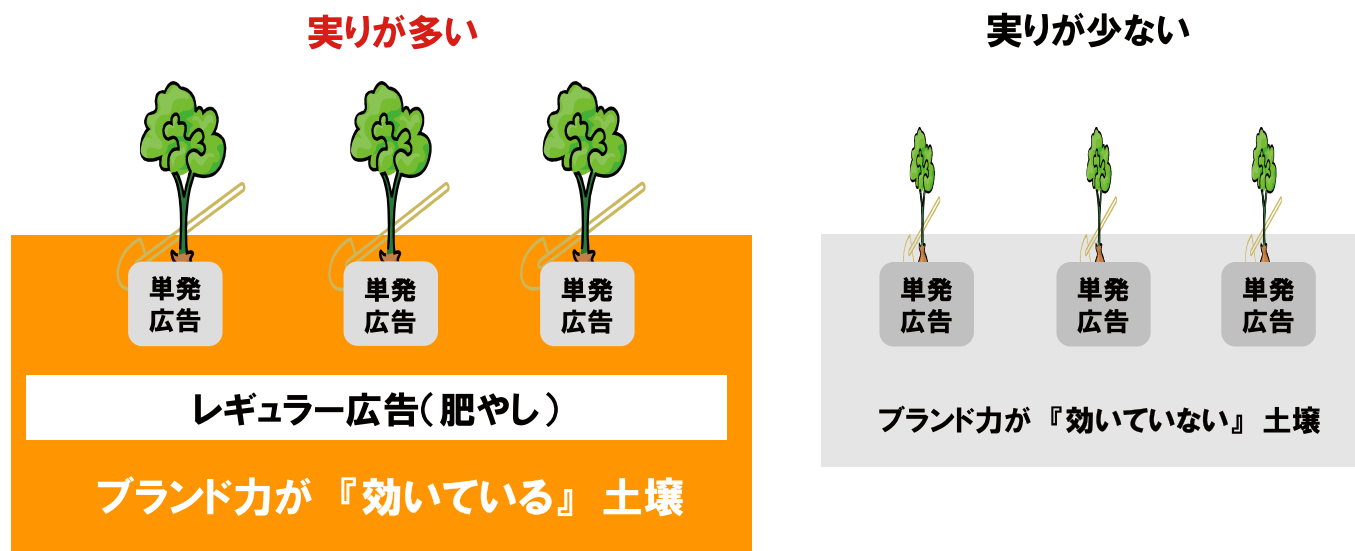 実りが多い
実りが少ない
単発
広告
単発
広告
単発
広告
単発
広告
単発
広告
単発
広告
レギュラー広告（肥やし）
ブランド力が『効いている』土壌
ブランド力が『効いていない』土壌